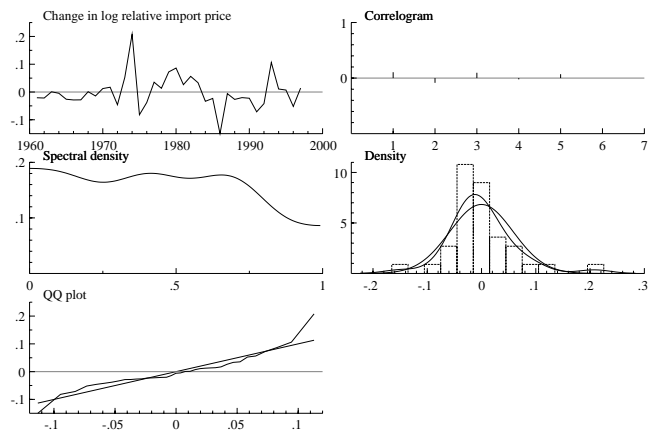 Change in log relative import price
.2
.1
0
-.1
1960 1970 1980 1990 2000
Correlogram
1
0
1 2 3 4 5 6 7
Spectral density
.2
.1
0 .5 1
Density
10
5
-.2 -.1 0 .1 .2 .3
QQ plot
.2
.1
0
-.1
-.1 -.05 0 .05 .1